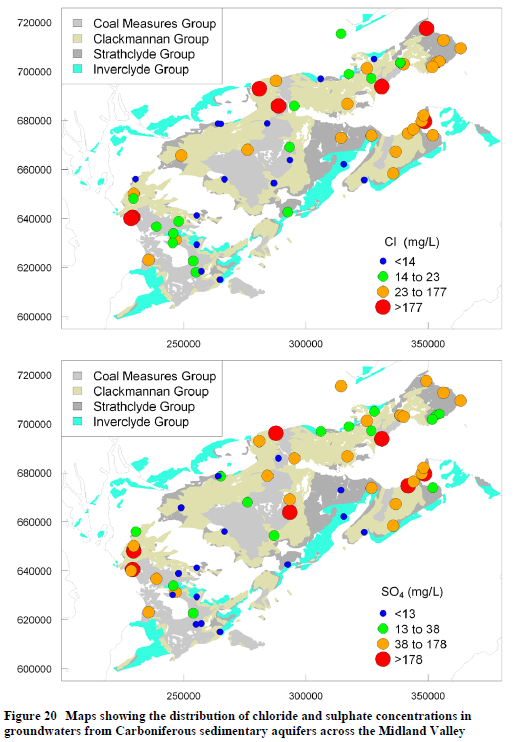 720000
700000
680000
660000
640000
620000
600000
Coal Measures Group
Clackmannan Group
Strathclyde Group
Inverclyde Group
Cl (mg/L)
<14
14 to 23
23 to 177
>177
250000 300000 350000
720000
700000
680000
660000
640000
620000
600000
Coal Measures Group
Clackmannan Group
Strathclyde Group
Inverclyde Group
SO4 (mg/L)
<13
13 to 38
38 to 178
>178
250000 300000 350000
Figure 20 Maps showing the distribution of chloride and sulphate concentrations in
groundwaters from Carboniferous sedimentary aquifers across the Midland Valley